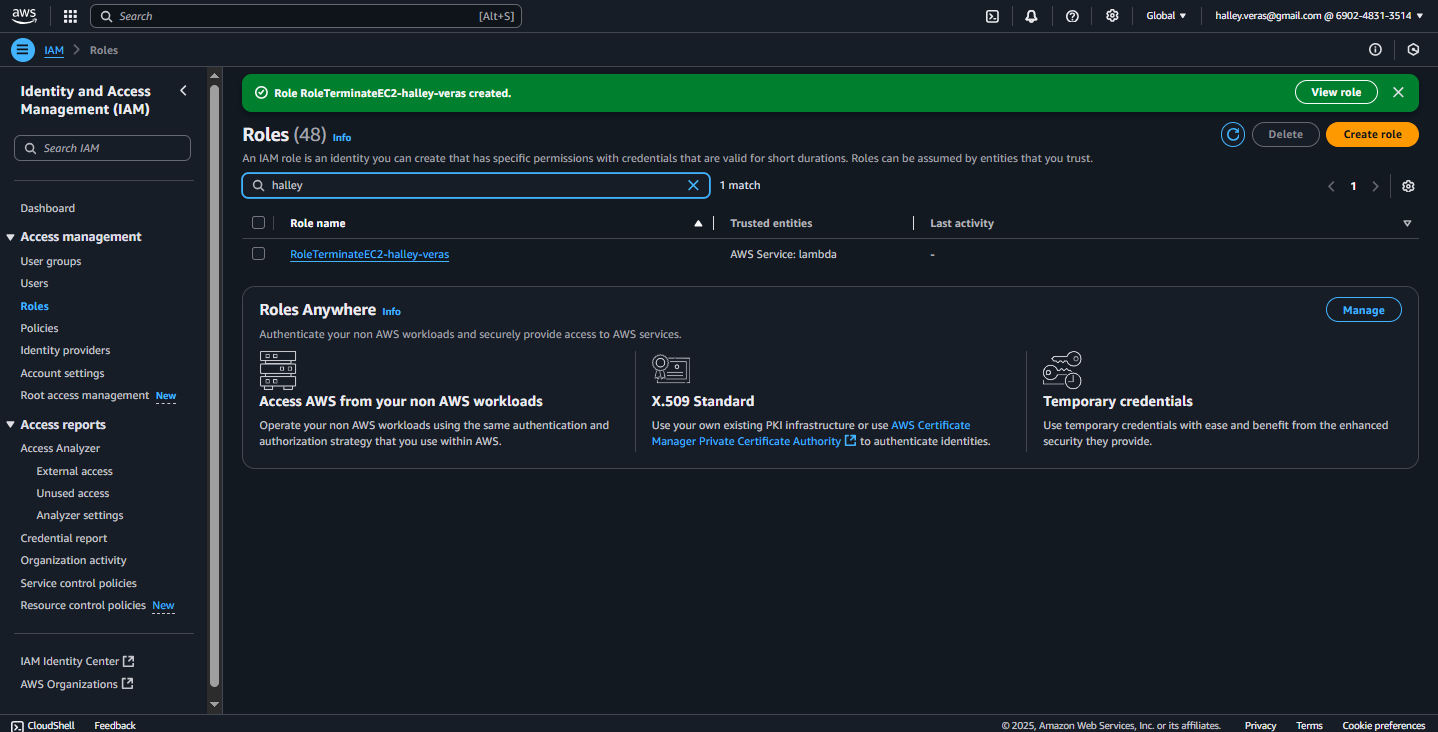 aws
Search [Alt+S]
Global
halley.veras@gmail.com @ 6902-4831-3514
IAM
Roles
Identity and Access
Management (IAM)
Search IAM
Dashboard
Access management
User groups
Users
Roles
Policies
Identity providers
Account settings
Root access management New
Access reports
Access Analyzer
External access
Unused access
Analyzer settings
Credential report
Organization activity
Service control policies
Resource control policies New
IAM Identity Center
AWS Organizations
Role RoleTerminateEC2-halley-veras created.
View role
Roles (48) Info
Delete
Create role
An IAM role is an identity you can create that has specific permissions with credentials that are valid for short durations. Roles can be assumed by entities that you trust.
halley
1 match
1
Role name
Trusted entities
Last activity
RoleTerminateEC2-halley-veras
AWS Service: lambda
-
Roles Anywhere Info
Manage
Authenticate your non AWS workloads and securely provide access to AWS services.
Access AWS from your non AWS workloads
Operate your non AWS workloads using the same authentication and
authorization strategy that you use within AWS.
X.509 Standard
Use your own existing PKI infrastructure or use AWS Certificate
Manager Private Certificate Authority to authenticate identities.
Temporary credentials
Use temporary credentials with ease and benefit from the enhanced
security they provide.
CloudShell
Feedback
© 2025, Amazon Web Services, Inc. or its affiliates.
Privacy
Terms
Cookie preferences